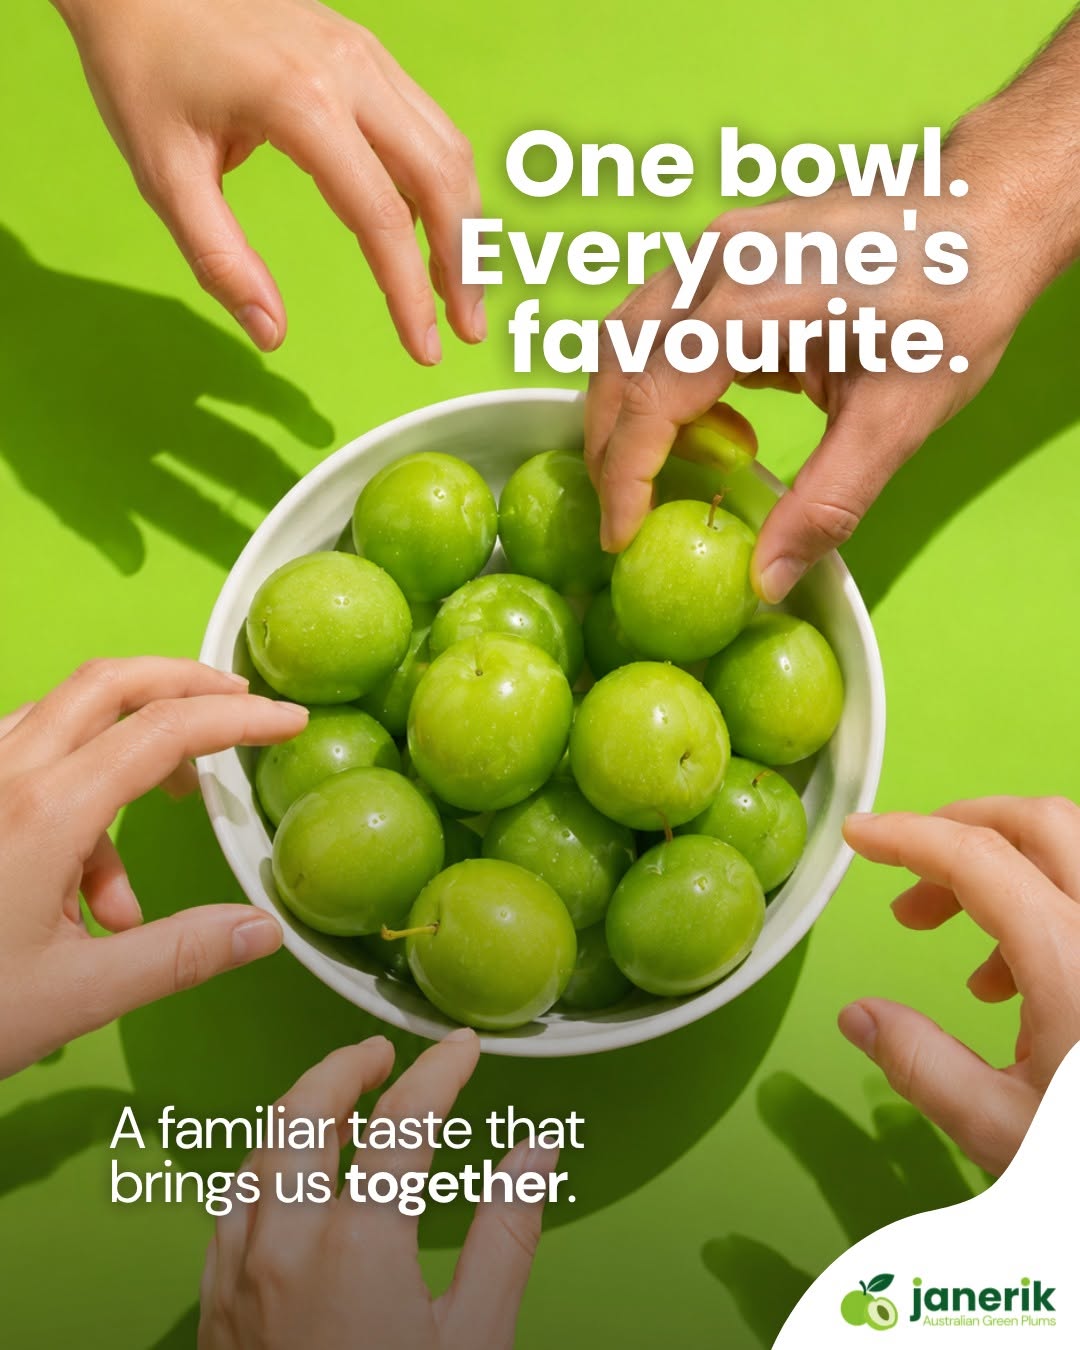 One bowl.
Everyone's
favourite.
A familiar taste that
brings us together.
janerik
Australian Green Plums